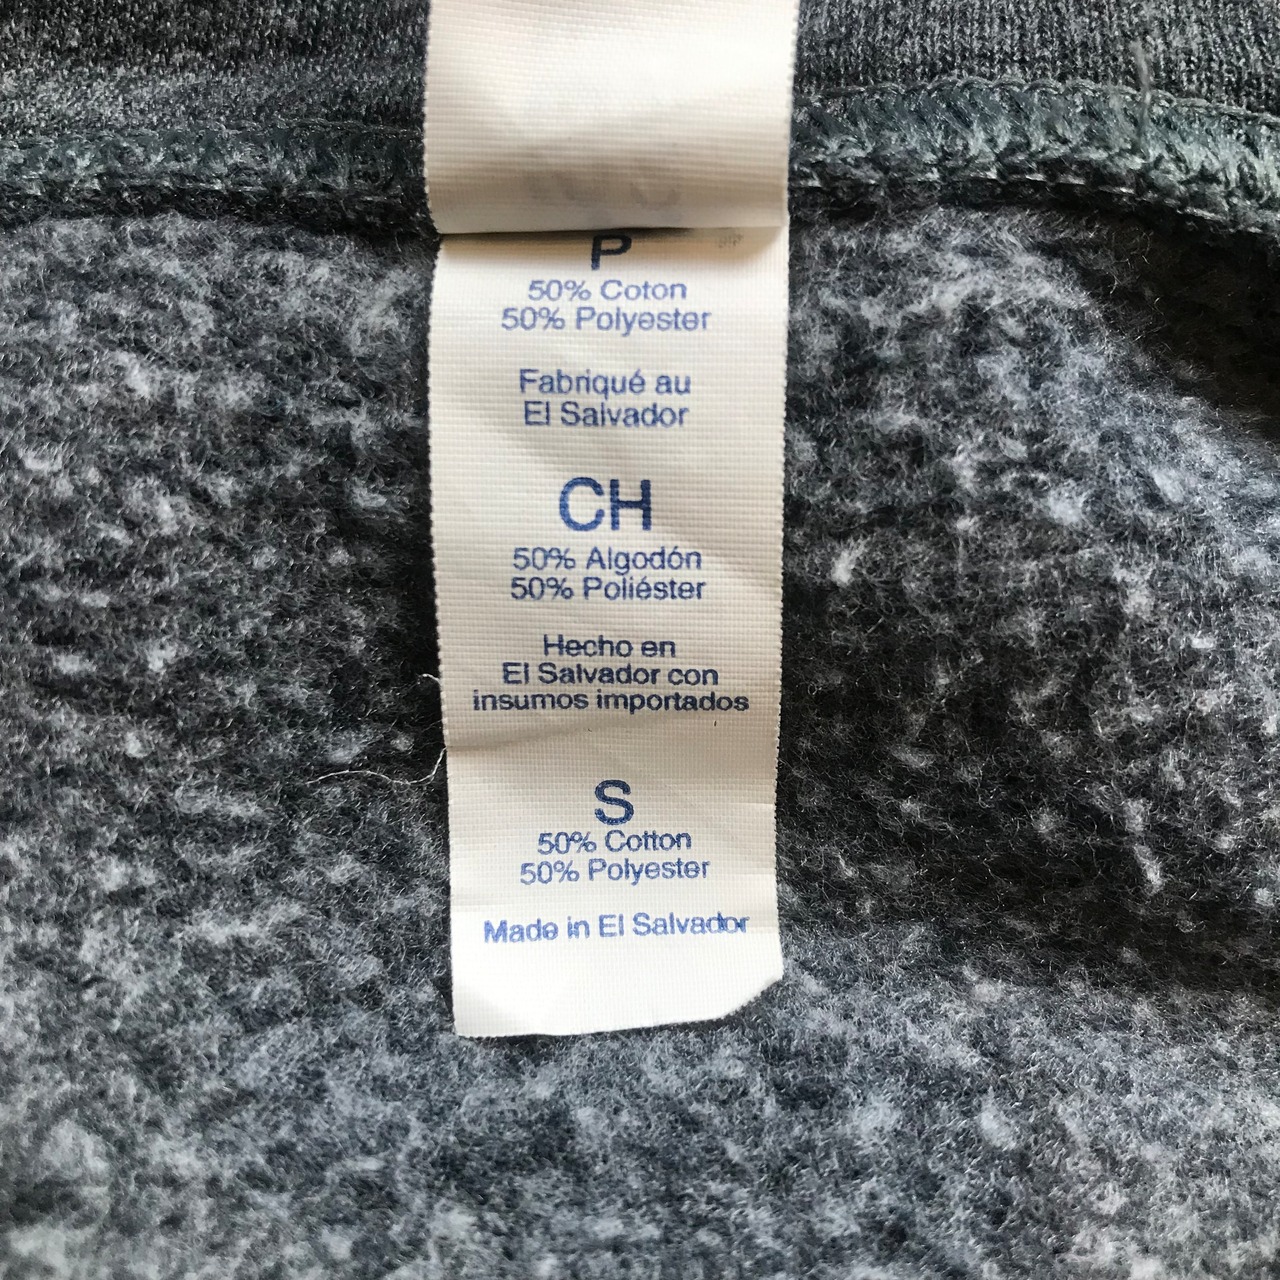 P
50% Coton
50% Polyester
Fabriqué au
El Salvador
CH
50% Algodón
50% Poliéster
Hecho en
El Salvador con
insumos importados
S
50% Cotton
50% Polyester
Made in El Salvador